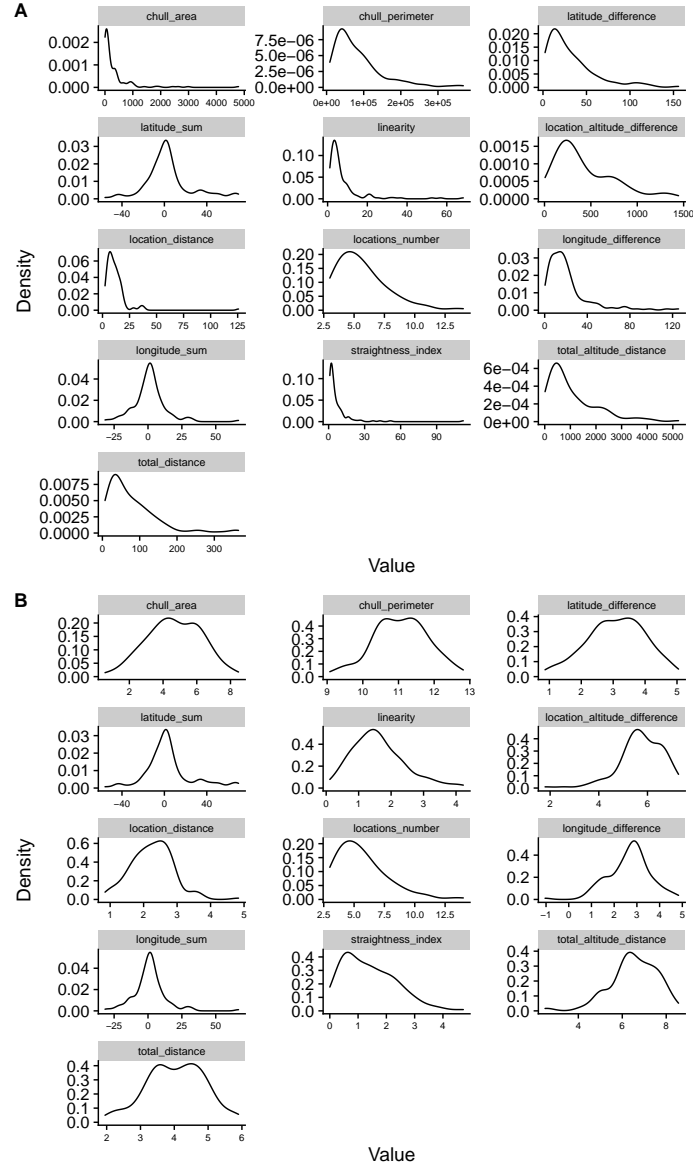 A
chull_area chull_perimeter latitude_difference
0.002 7.5e−06 0.020
5.0e−06 0.015
0.001 2.5e−06 0.010
0.005
0.000 0.0e+00 0.000
0 1000 2000 3000 4000 5000 0e+00 1e+05 2e+05 3e+05 0 50 100 150
latitude_sum linearity location_altitude_difference
0.03 0.10 0.0015
0.02 0.0010
0.01 0.05 0.0005
0.00 0.00 0.0000
−40 0 40 0 20 40 60 0 500 1000 1500
location_distance locations_number longitude_difference
0.06 0.20 0.03
0.04 0.15 0.02
0.02 0.10 0.01
0.05
0.00 0.00 0.00
0 25 50 75 100 125 2.5 5.0 7.5 10.0 12.5 0 40 80 120
Density
longitude_sum straightness_index total_altitude_distance
0.04 0.10 6e−04
0.02 0.05 4e−04
2e−04
0.00 0.00 0e+00
−25 0 25 50 0 30 60 90 0 1000 2000 3000 4000 5000
total_distance
0.0075
0.0050
0.0025
0.0000
0 100 200 300
Value
B
chull_area chull_perimeter latitude_difference
0.20 0.4 0.4
0.15 0.3 0.3
0.10 0.2 0.2
0.05 0.1 0.1
0.00 0.0 0.0
2 4 6 8 9 10 11 12 13 1 2 3 4 5
latitude_sum linearity location_altitude_difference
0.03 0.4 0.4
0.02 0.3
0.01 0.2 0.2
0.1
0.00 0.0 0.0
−40 0 40 0 1 2 3 4 2 4 6
location_distance locations_number longitude_difference
0.6 0.20 0.4
0.4 0.15
0.2 0.10 0.2
0.05
0.0 0.00 0.0
1 2 3 4 5 2.5 5.0 7.5 10.0 12.5 −1 0 1 2 3 4 5
Density
longitude_sum straightness_index total_altitude_distance
0.04 0.4 0.4
0.3 0.3
0.02 0.2 0.2
0.1 0.1
0.00 0.0 0.0
−25 0 25 50 0 1 2 3 4 4 6 8
total_distance
0.4
0.3
0.2
0.1
0.0
2 3 4 5 6
Value